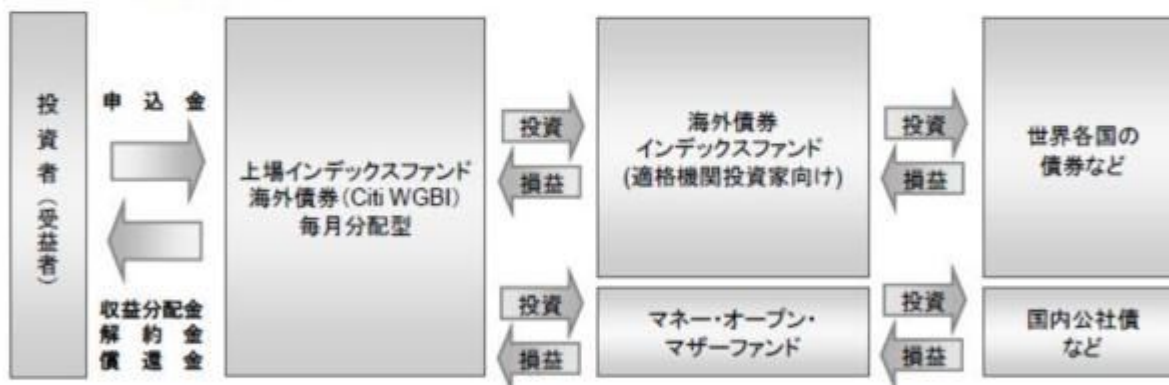 投資者(受益者)
申込金
収益分配金
解約金
償還金
上場インデックスファンド
海外債券(Citi WGBI)
毎月分配型
投資
損益
投資
損益
海外債券
インデックスファンド
(適格機関投資家向け)
マネー・オープン・
マザーファンド
投資
損益
投資
損益
世界各国の
債券など
国内公社債
など